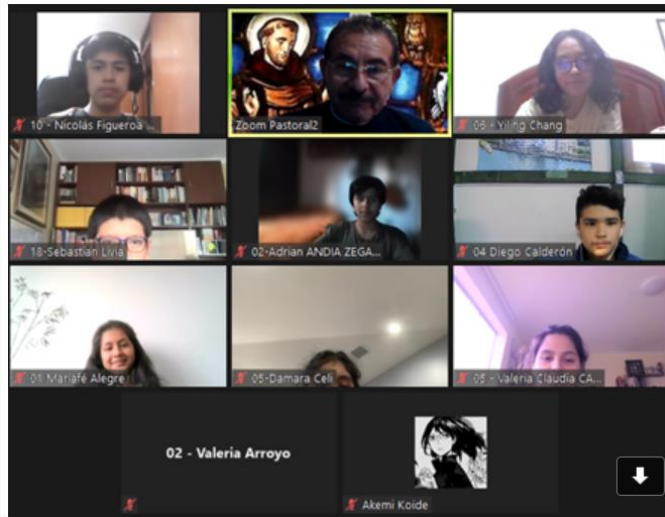 10 - Nicolás Figueroa ...
Zoom Pastoral2
06 - Yiling Chang
18-Sebastian Livia
02-Adrian ANDIA ZEGA...
04 Diego Calderón
01 Mariafé Alegre
05-Damara Celi
05 - Valeria Claudia CA...
02 - Valeria Arroyo
Akemi Koide